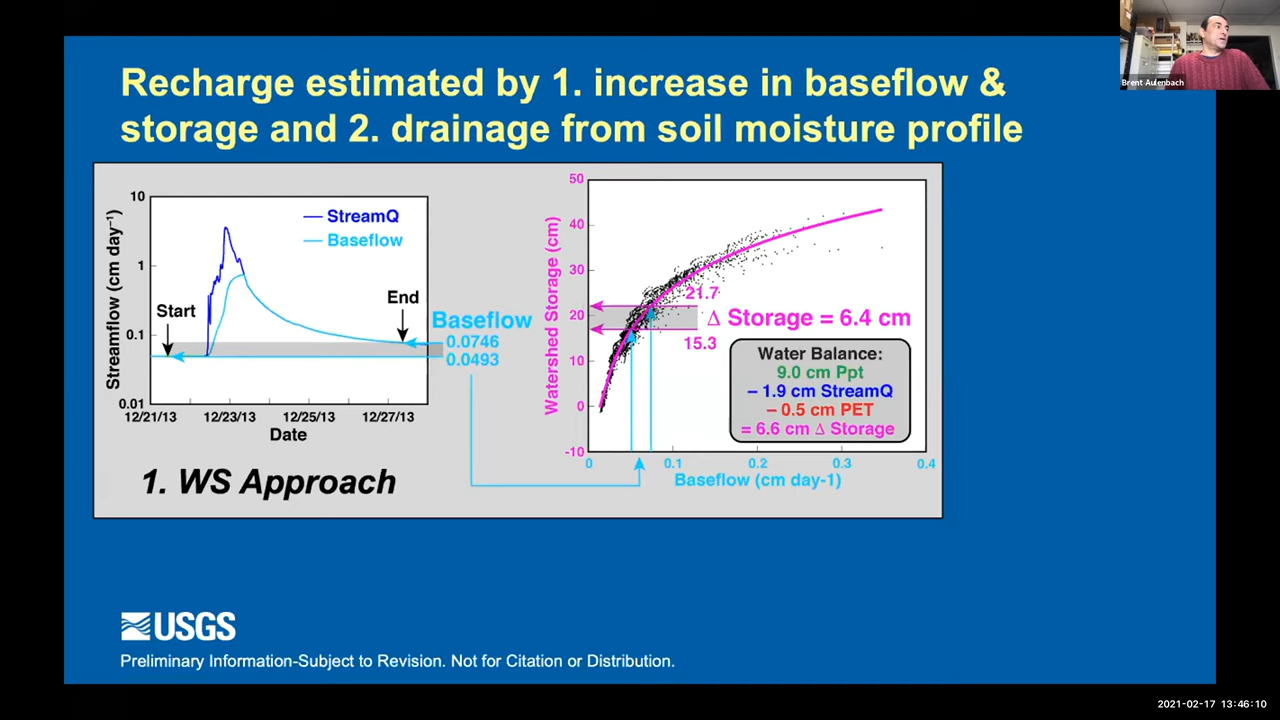 Brent Aulenbach
Recharge estimated by 1. increase in baseflow &
storage and 2. drainage from soil moisture profile
Streamflow (cm day⁻¹)
10
1
0.1
0.01
StreamQ
Baseflow
Start
End
12/21/13
12/23/13
12/25/13
12/27/13
Date
Baseflow
0.0746
0.0493
1. WS Approach
Watershed Storage (cm)
50
40
30
20
10
0
-10
21.7
Δ Storage = 6.4 cm
15.3
Water Balance:
9.0 cm Ppt
– 1.9 cm StreamQ
– 0.5 cm PET
= 6.6 cm Δ Storage
0
0.1
0.2
0.3
0.4
Baseflow (cm day-1)
USGS
Preliminary Information-Subject to Revision. Not for Citation or Distribution.
2021-02-17 13:46:10